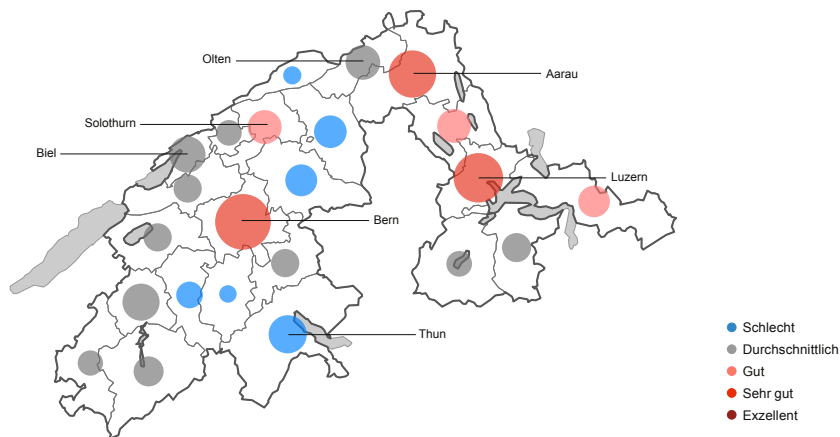 Olten
Aarau
Solothurn
Biel
Luzern
Bern
Thun
Schlecht
Durchschnittlich
Gut
Sehr gut
Exzellent